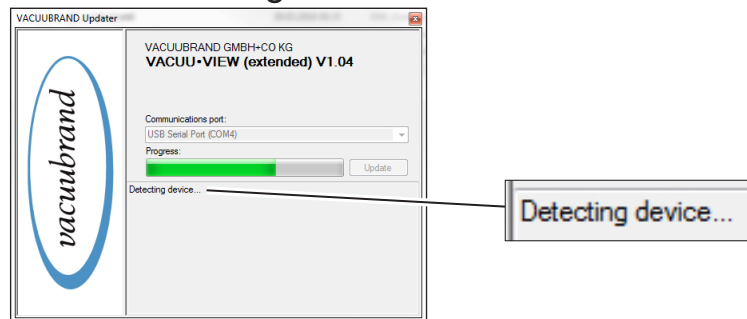 VACUUBRAND Updater
vacuubrand
VACUUBRAND GMBH+CO KG
VACUU•VIEW (extended) V1.04
Communications port:
USB Serial Port (COM4)
Progress:
Update
Detecting device...
Detecting device...